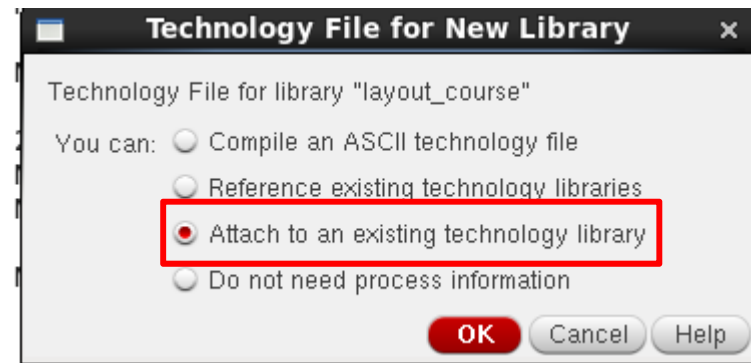 Technology File for New Library
Technology File for library "layout_course"
You can: Compile an ASCII technology file
Reference existing technology libraries
Attach to an existing technology library
Do not need process information
OK Cancel Help